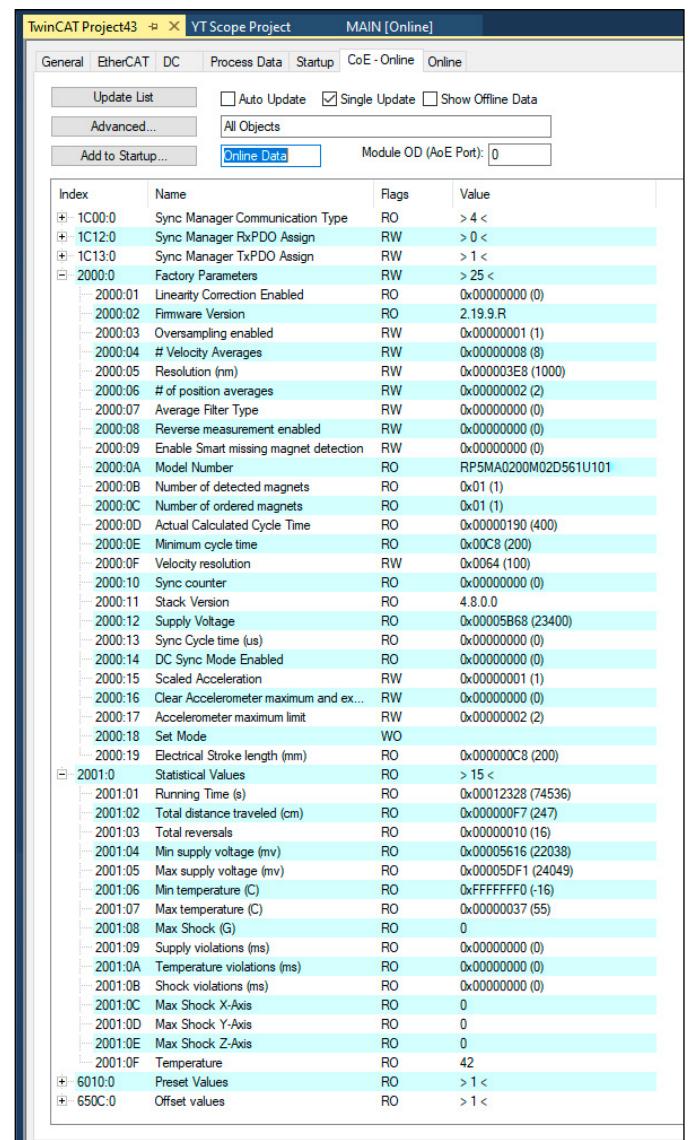 TwinCAT Project43 YT Scope Project MAIN [Online]
General EtherCAT DC Process Data Startup CoE - Online Online
Update List Auto Update Single Update Show Offline Data
Advanced... All Objects
Add to Startup... Online Data Module OD (AoE Port): 0
Index Name Flags Value
1C00:0 Sync Manager Communication Type RO > 4 <
1C12:0 Sync Manager RxPDO Assign RW > 0 <
1C13:0 Sync Manager TxPDO Assign RW > 1 <
2000:0 Factory Parameters RW > 25 <
2000:01 Linearity Correction Enabled RO 0x00000000 (0)
2000:02 Firmware Version RO 2.19.9.R
2000:03 Oversampling enabled RW 0x00000001 (1)
2000:04 # Velocity Averages RW 0x00000008 (8)
2000:05 Resolution (nm) RW 0x000003E8 (1000)
2000:06 # of position averages RW 0x00000002 (2)
2000:07 Average Filter Type RW 0x00000000 (0)
2000:08 Reverse measurement enabled RW 0x00000000 (0)
2000:09 Enable Smart missing magnet detection RW 0x00000000 (0)
2000:0A Model Number RO RP5MA0200M02D561U101
2000:0B Number of detected magnets RO 0x01 (1)
2000:0C Number of ordered magnets RO 0x01 (1)
2000:0D Actual Calculated Cycle Time RO 0x00000190 (400)
2000:0E Minimum cycle time RO 0x00C8 (200)
2000:0F Velocity resolution RW 0x0064 (100)
2000:10 Sync counter RO 0x00000000 (0)
2000:11 Stack Version RO 4.8.0.0
2000:12 Supply Voltage RO 0x00005B68 (23400)
2000:13 Sync Cycle time (us) RO 0x00000000 (0)
2000:14 DC Sync Mode Enabled RO 0x00000000 (0)
2000:15 Scaled Acceleration RW 0x00000001 (1)
2000:16 Clear Accelerometer maximum and ex... RW 0x00000000 (0)
2000:17 Accelerometer maximum limit RW 0x00000002 (2)
2000:18 Set Mode WO
2000:19 Electrical Stroke length (mm) RO 0x000000C8 (200)
2001:0 Statistical Values RO > 15 <
2001:01 Running Time (s) RO 0x00012328 (74536)
2001:02 Total distance traveled (cm) RO 0x000000F7 (247)
2001:03 Total reversals RO 0x00000010 (16)
2001:04 Min supply voltage (mv) RO 0x00005616 (22038)
2001:05 Max supply voltage (mv) RO 0x00005DF1 (24049)
2001:06 Min temperature (C) RO 0xFFFFFFF0 (-16)
2001:07 Max temperature (C) RO 0x00000037 (55)
2001:08 Max Shock (G) RO 0
2001:09 Supply violations (ms) RO 0x00000000 (0)
2001:0A Temperature violations (ms) RO 0x00000000 (0)
2001:0B Shock violations (ms) RO 0x00000000 (0)
2001:0C Max Shock X-Axis RO 0
2001:0D Max Shock Y-Axis RO 0
2001:0E Max Shock Z-Axis RO 0
2001:0F Temperature RO 42
6010:0 Preset Values RO > 1 <
650C:0 Offset values RO > 1 <